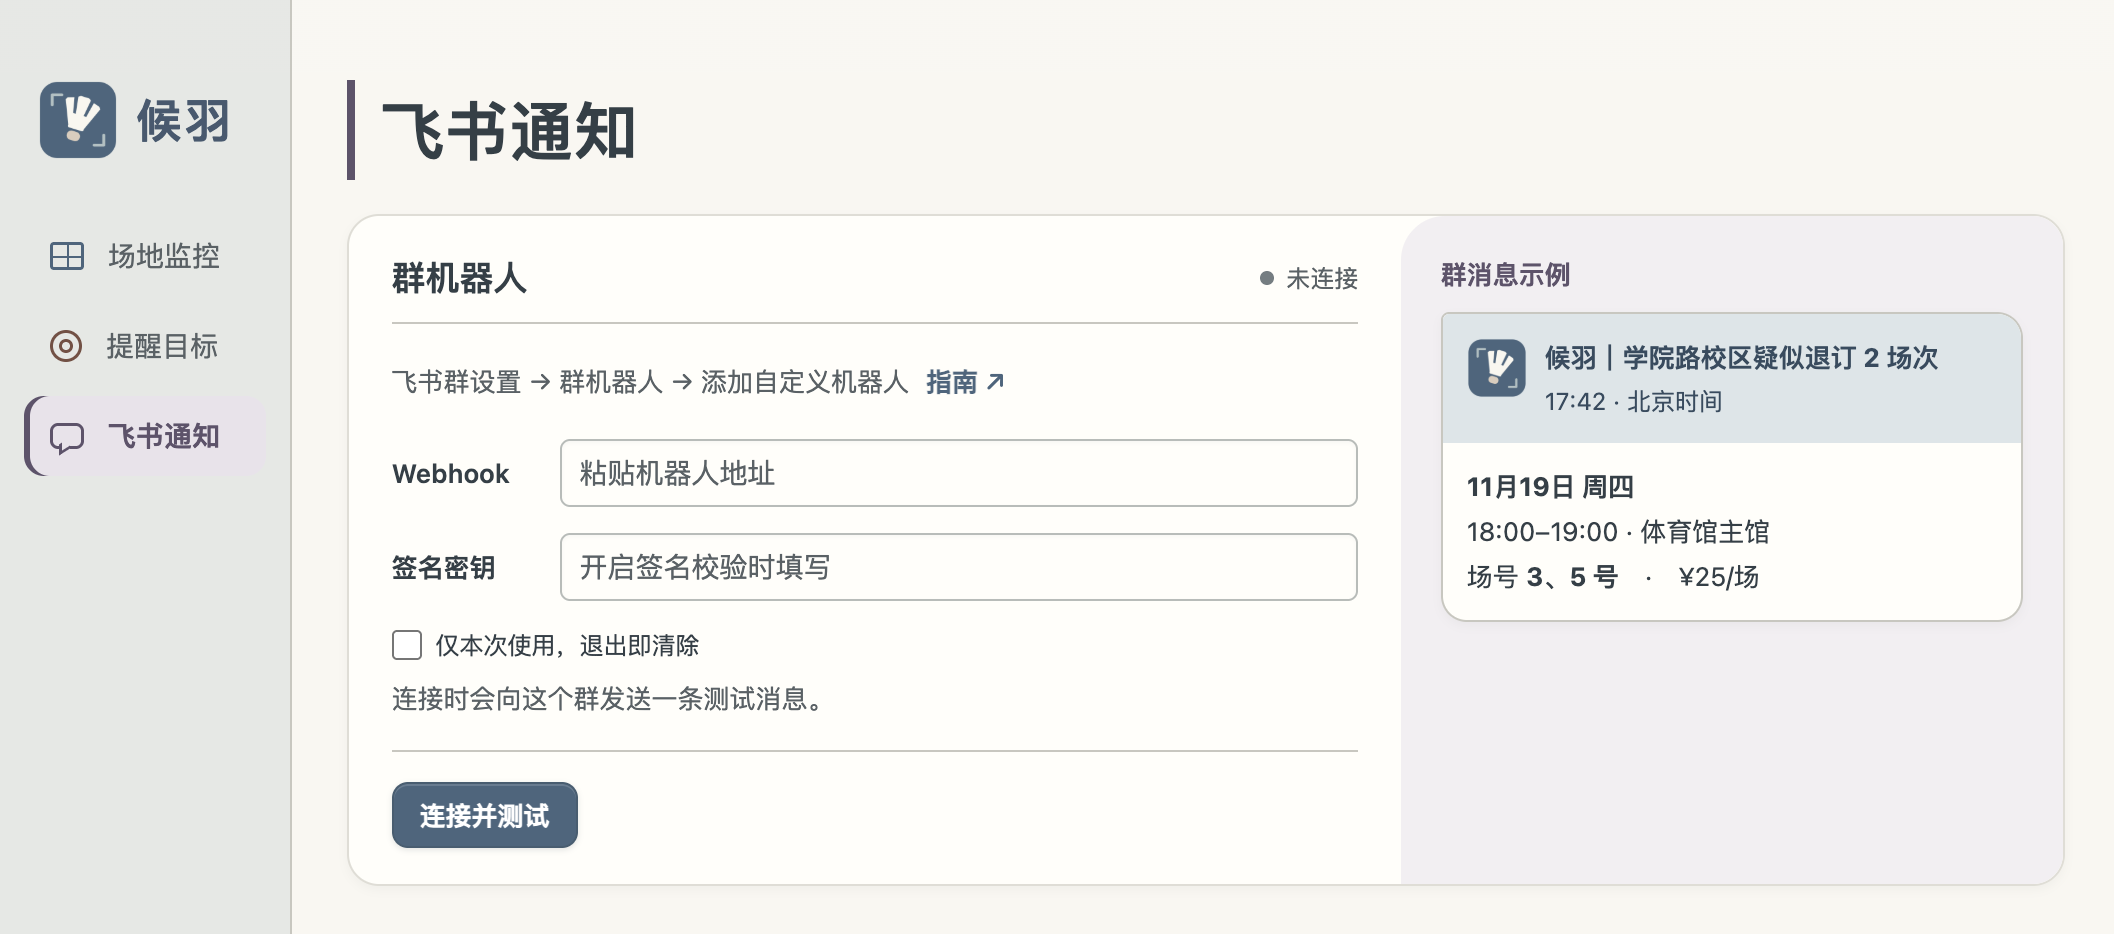 候羽
场地监控
提醒目标
飞书通知
飞书通知
群机器人
未连接
飞书群设置 → 群机器人 → 添加自定义机器人 指南 ↗
Webhook
粘贴机器人地址
签名密钥
开启签名校验时填写
仅本次使用，退出即清除
连接时会向这个群发送一条测试消息。
连接并测试
群消息示例
候羽｜学院路校区疑似退订 2 场次
17:42 · 北京时间
11月19日 周四
18:00–19:00 · 体育馆主馆
场号 3、5 号 · ¥25/场